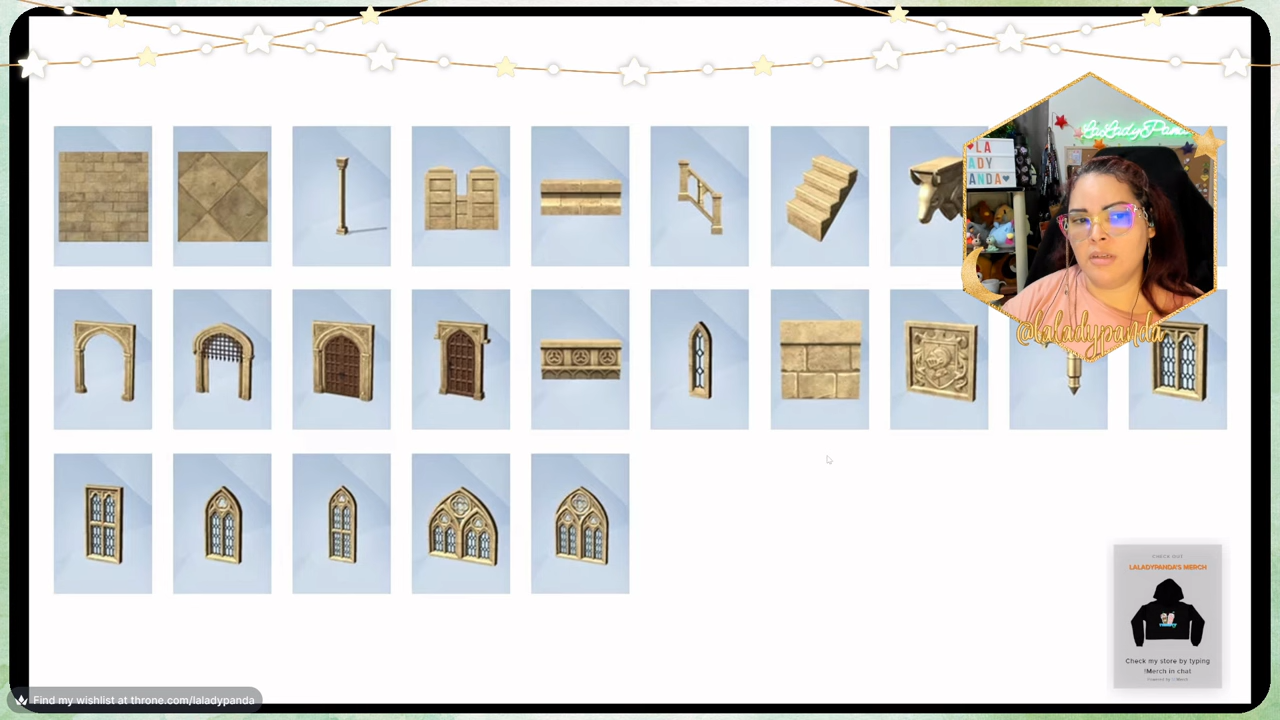 LaLadyPanda
LA
ADY
ANDA
@laladypanda
CHECK OUT
LALADYPANDA'S MERCH
Check my store by typing
!Merch in chat
Find my wishlist at throne.com/laladypanda